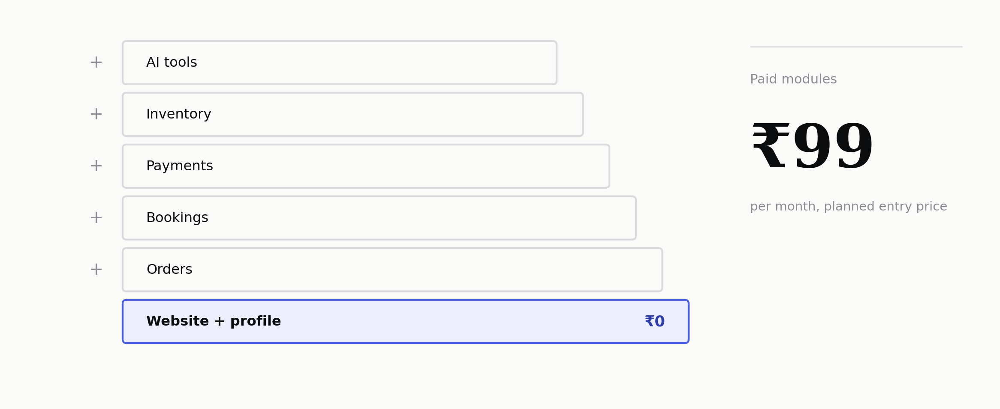 + AI tools
+ Inventory
+ Payments
+ Bookings
+ Orders
Website + profile ₹0
Paid modules
₹99
per month, planned entry price